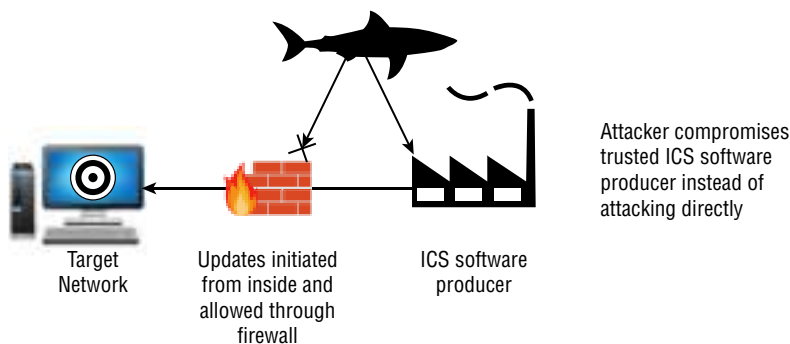 Attacker compromises
trusted ICS software
producer instead of
attacking directly
Target
Network
Updates initiated
from inside and
allowed through
firewall
ICS software
producer